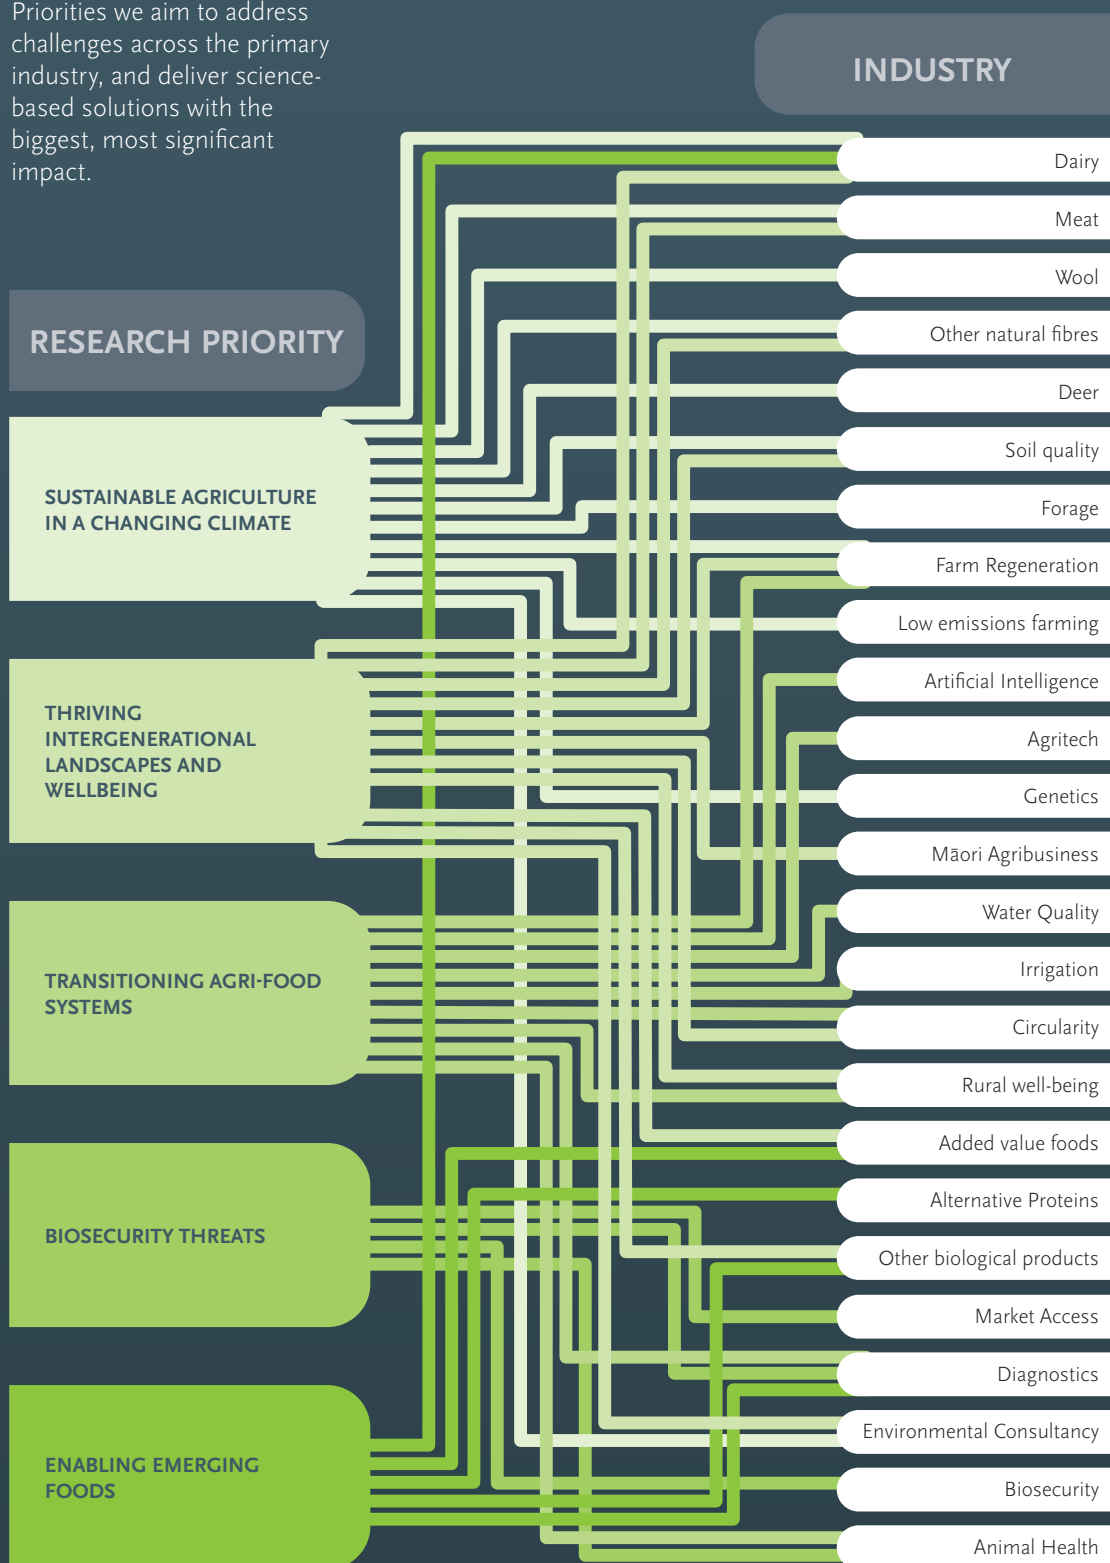 Priorities we aim to address
challenges across the primary
industry, and deliver science-
based solutions with the
biggest, most significant
impact.
RESEARCH PRIORITY
SUSTAINABLE AGRICULTURE
IN A CHANGING CLIMATE
THRIVING
INTERGENERATIONAL
LANDSCAPES AND
WELLBEING
TRANSITIONING AGRI-FOOD
SYSTEMS
BIOSECURITY THREATS
ENABLING EMERGING
FOODS
INDUSTRY
Dairy
Meat
Wool
Other natural fibres
Deer
Soil quality
Forage
Farm Regeneration
Low emissions farming
Artificial Intelligence
Agritech
Genetics
Māori Agribusiness
Water Quality
Irrigation
Circularity
Rural well-being
Added value foods
Alternative Proteins
Other biological products
Market Access
Diagnostics
Environmental Consultancy
Biosecurity
Animal Health